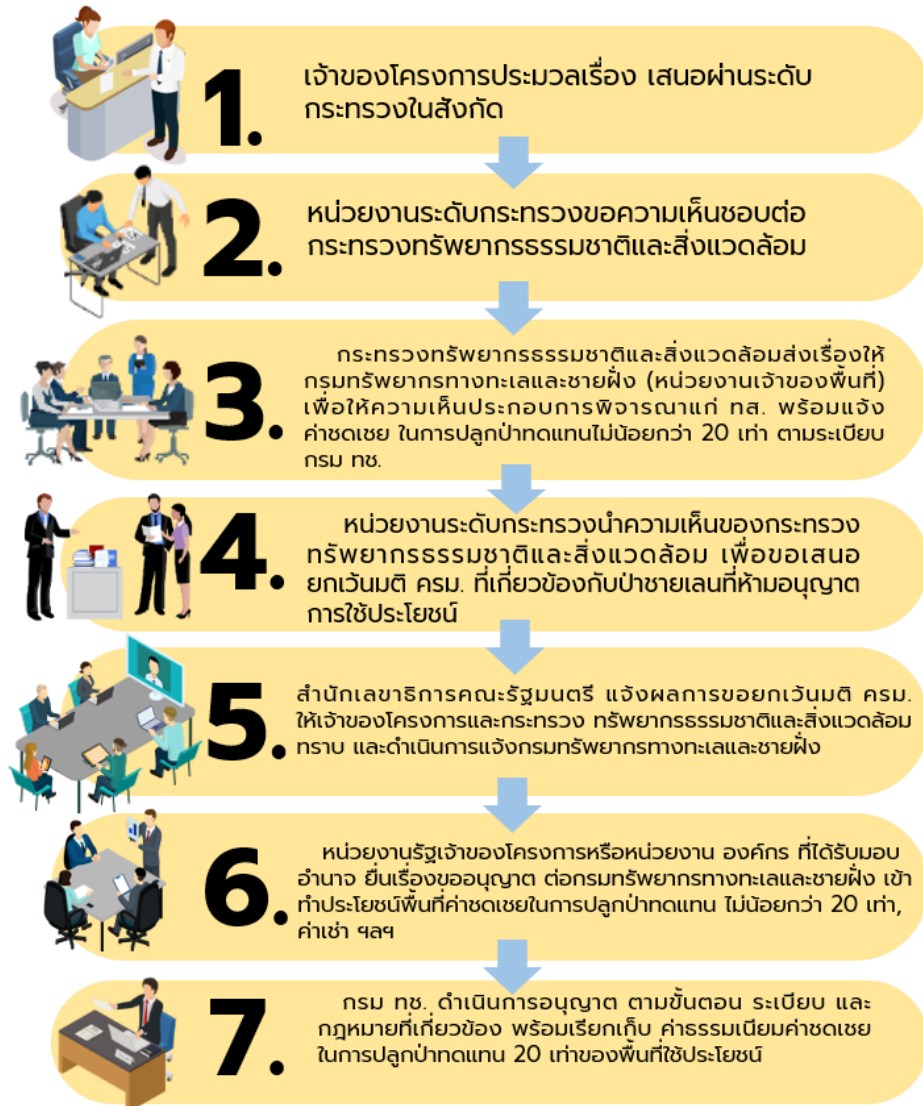 1.
เจ้าของโครงการประมวลเรื่อง เสนอผ่านระดับ
กระทรวงในสังกัด
2.
หน่วยงานระดับกระทรวงขอความเห็นชอบต่อ
กระทรวงทรัพยากรธรรมชาติและสิ่งแวดล้อม
3.
กระทรวงทรัพยากรธรรมชาติและสิ่งแวดล้อมส่งเรื่องให้
กรมทรัพยากรทางทะเลและชายฝั่ง (หน่วยงานเจ้าของพื้นที่)
เพื่อให้ความเห็นประกอบการพิจารณาแก่ ทส. พร้อมแจ้ง
ค่าชดเชย ในการปลูกป่าทดแทนไม่น้อยกว่า 20 เท่า ตามระเบียบ
กรม ทช.
4.
หน่วยงานระดับกระทรวงนำความเห็นของกระทรวง
ทรัพยากรธรรมชาติและสิ่งแวดล้อม เพื่อขอเสนอ
ยกเว้นมติ ครม. ที่เกี่ยวข้องกับป่าชายเลนที่ห้ามอนุญาต
การใช้ประโยชน์
5.
สำนักเลขาธิการคณะรัฐมนตรี แจ้งผลการขอยกเว้นมติ ครม.
ให้เจ้าของโครงการและกระทรวง ทรัพยากรธรรมชาติและสิ่งแวดล้อม
ทราบ และดำเนินการแจ้งกรมทรัพยากรทางทะเลและชายฝั่ง
6.
หน่วยงานรัฐเจ้าของโครงการหรือหน่วยงาน องค์กร ที่ได้รับมอบ
อำนาจ ยื่นเรื่องขออนุญาต ต่อกรมทรัพยากรทางทะเลและชายฝั่ง เข้า
ทำประโยชน์พื้นที่ค่าชดเชยในการปลูกป่าทดแทน ไม่น้อยกว่า 20 เท่า,
ค่าเช่า ฯลฯ
7.
กรม ทช. ดำเนินการอนุญาต ตามขั้นตอน ระเบียบ และ
กฎหมายที่เกี่ยวข้อง พร้อมเรียกเก็บ ค่าธรรมเนียมค่าชดเชย
ในการปลูกป่าทดแทน 20 เท่าของพื้นที่ใช้ประโยชน์